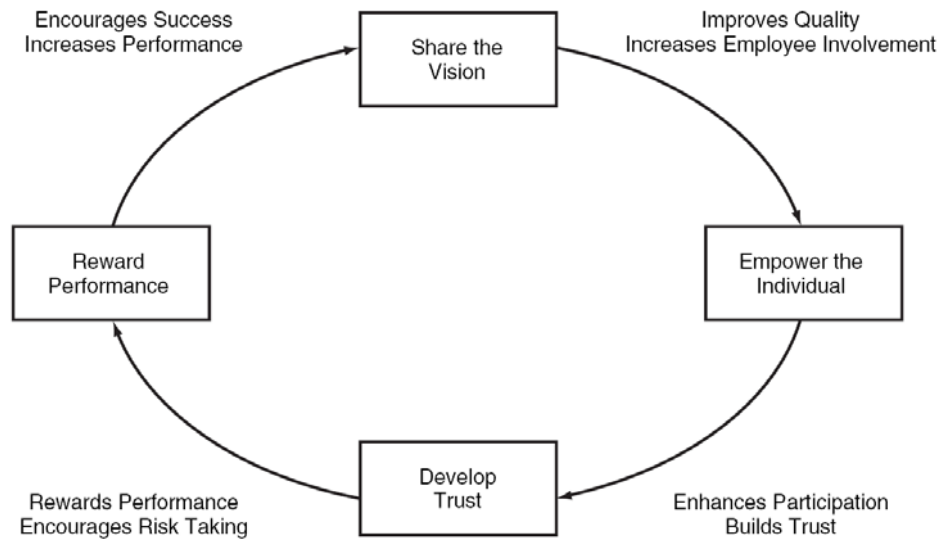 Encourages Success
Increases Performance
Share the
Vision
Improves Quality
Increases Employee Involvement
Reward
Performance
Empower the
Individual
Rewards Performance
Encourages Risk Taking
Develop
Trust
Enhances Participation
Builds Trust